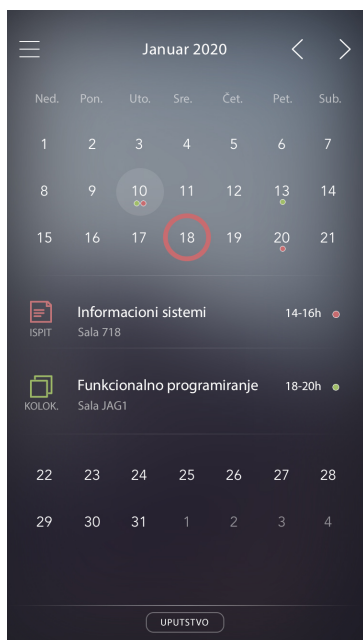 Januar 2020
Ned. Pon. Uto. Sre. Čet. Pet. Sub.
1 2 3 4 5 6 7
8 9 10 11 12 13 14
15 16 17 18 19 20 21
Informacioni sistemi 14-16h
ISPIT Sala 718
Funkcionalno programiranje 18-20h
KOLOK. Sala JAG1
22 23 24 25 26 27 28
29 30 31 1 2 3 4
UPUTSTVO